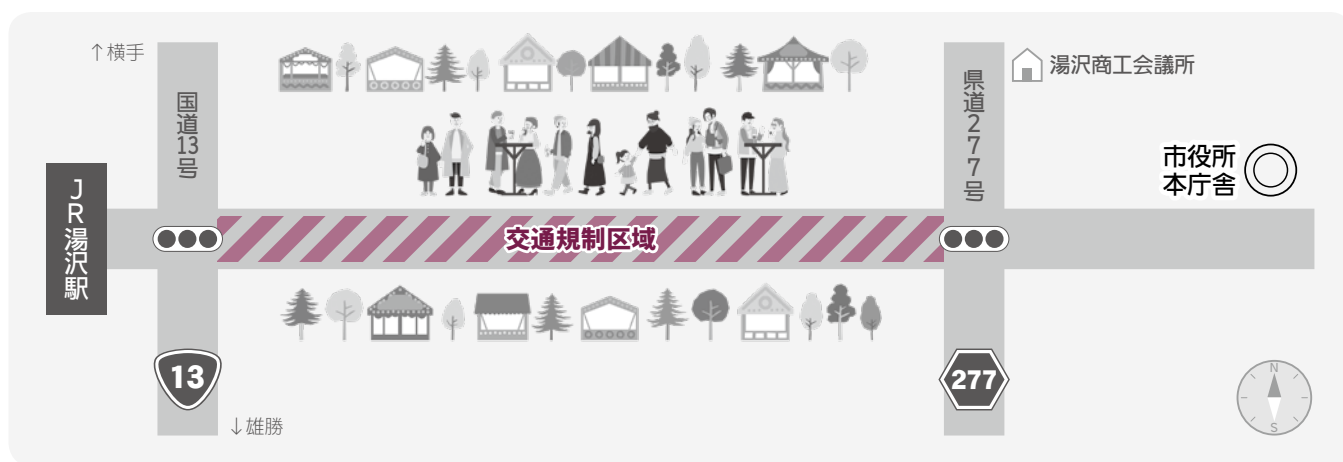 ↑横手
国道13号
県道277号
湯沢商工会議所
市役所
本庁舎
JR湯沢駅
交通規制区域
13
277
↓雄勝
N
S